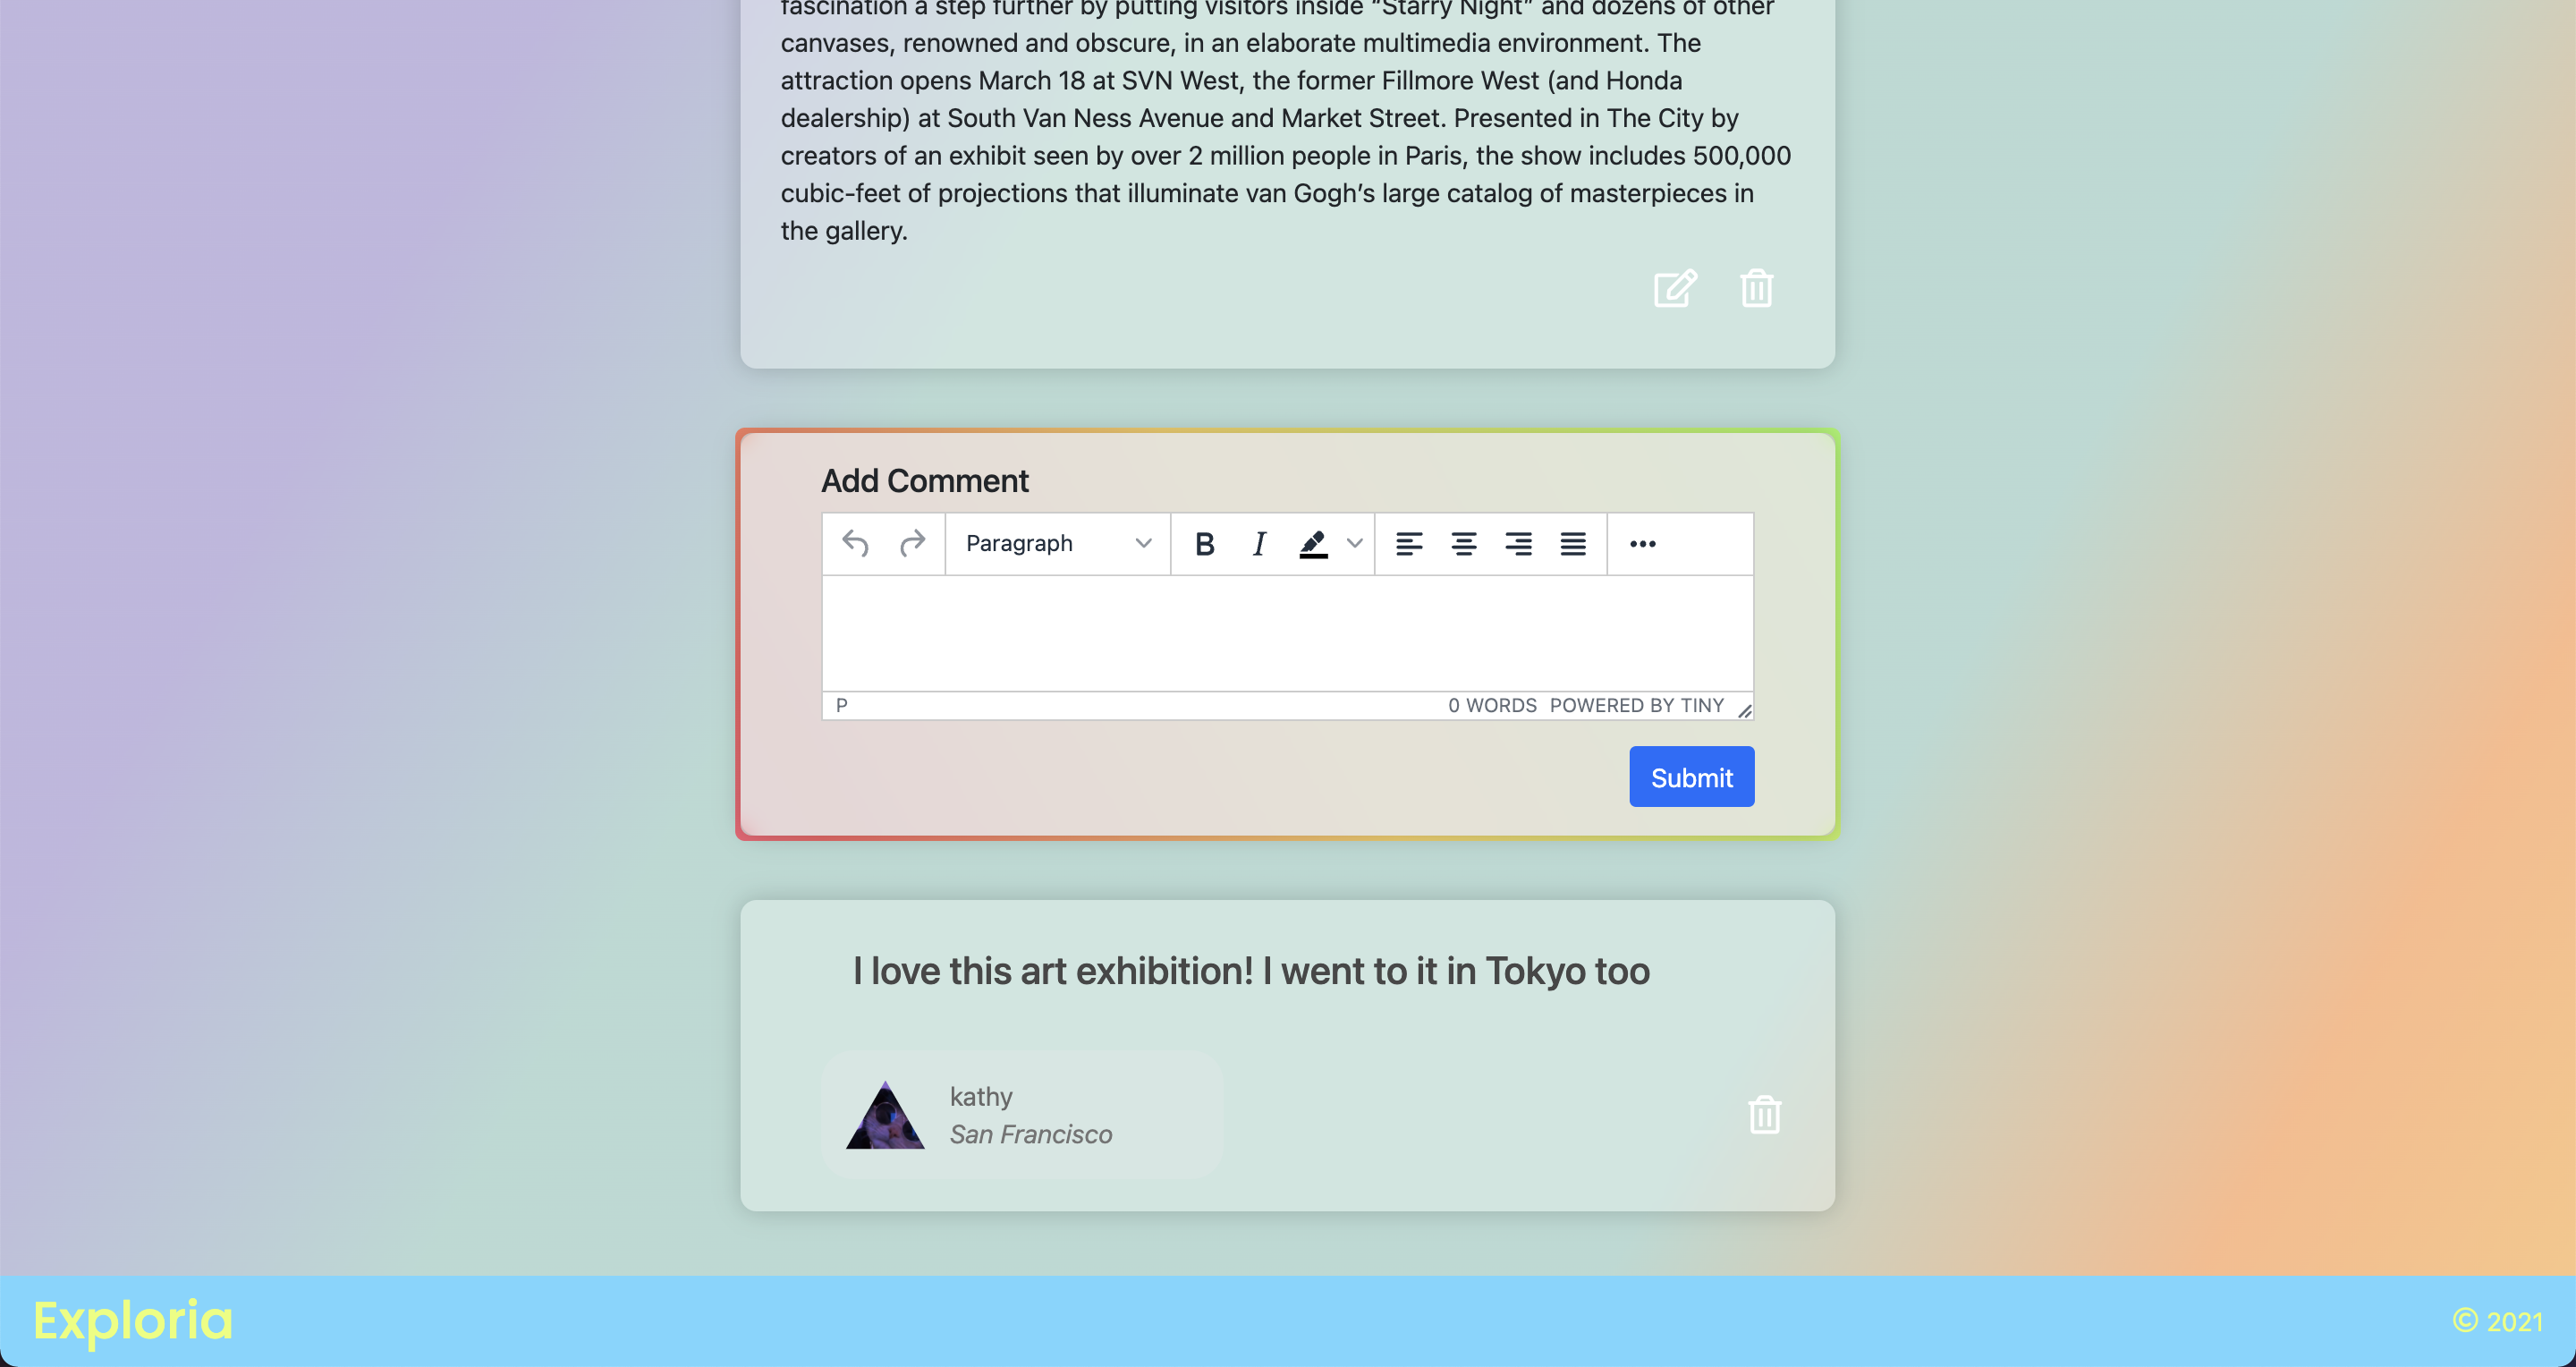 fascination a step further by putting visitors inside “Starry Night” and dozens of other
canvases, renowned and obscure, in an elaborate multimedia environment. The
attraction opens March 18 at SVN West, the former Fillmore West (and Honda
dealership) at South Van Ness Avenue and Market Street. Presented in The City by
creators of an exhibit seen by over 2 million people in Paris, the show includes 500,000
cubic-feet of projections that illuminate van Gogh’s large catalog of masterpieces in
the gallery.
Add Comment
Paragraph B I
P 0 WORDS POWERED BY TINY
Submit
I love this art exhibition! I went to it in Tokyo too
kathy
San Francisco
Exploria © 2021